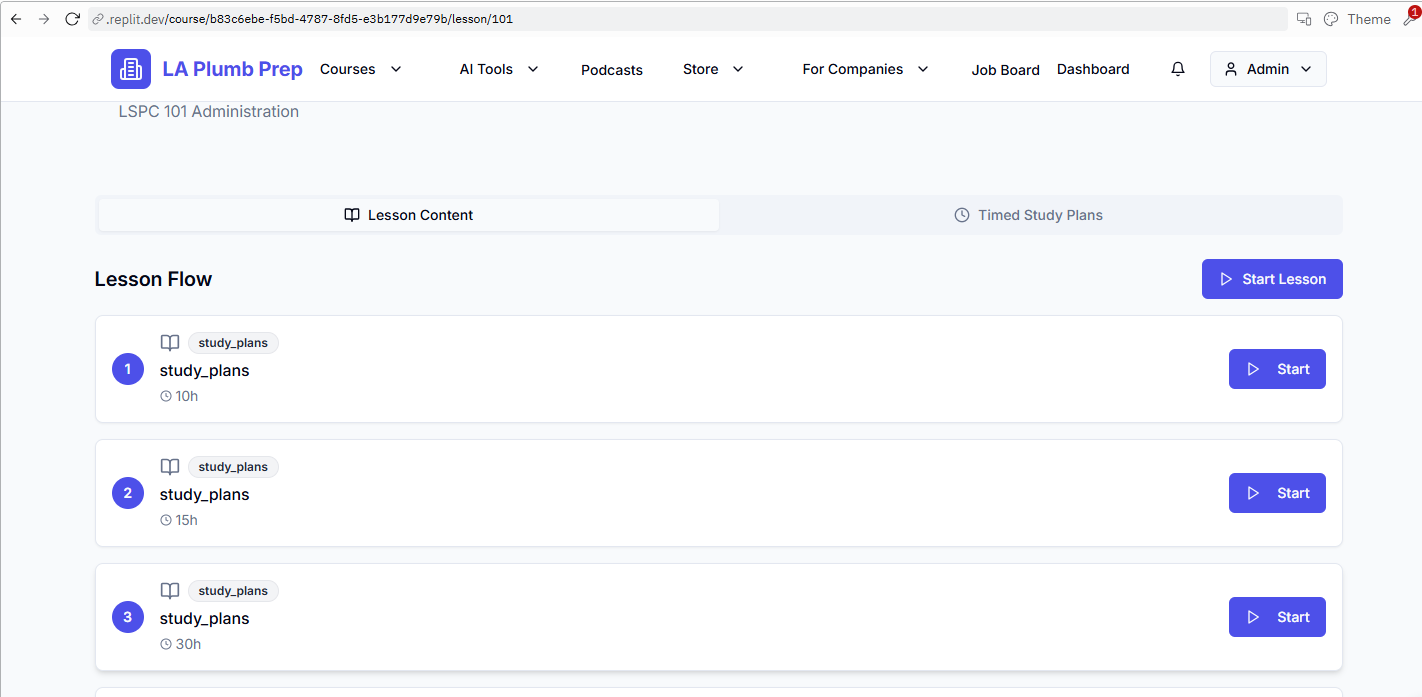 .replit.dev/course/b83c6ebe-f5bd-4787-8fd5-e3b177d9e79b/lesson/101
Theme
1
LA Plumb Prep
Courses
AI Tools
Podcasts
Store
For Companies
Job Board
Dashboard
Admin
LSPC 101 Administration
Lesson Content
Timed Study Plans
Lesson Flow
Start Lesson
1
study_plans
study_plans
10h
Start
2
study_plans
study_plans
15h
Start
3
study_plans
study_plans
30h
Start